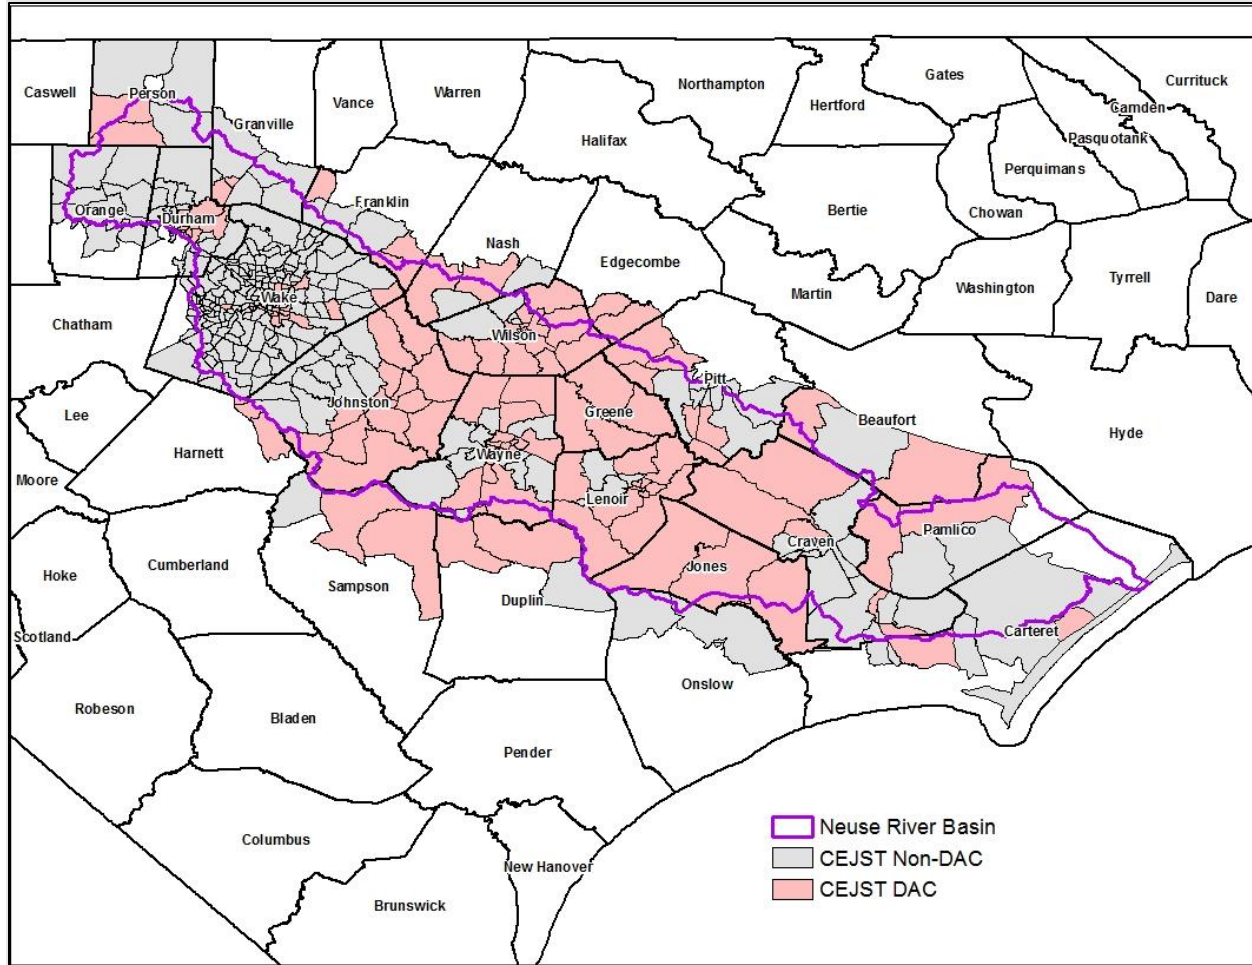 Gates
Currituck
Caswell
Person
Vance
Warren
Northampton
Hertford
Camden
Granville
Halifax
Pasquotank
Perquimans
Orange
Durham
Franklin
Bertie
Chowan
Nash
Edgecombe
Martin
Washington
Tyrrell
Dare
Chatham
Wake
Wilson
Pitt
Lee
Johnston
Greene
Beaufort
Hyde
Harnett
Wayne
Moore
Lenoir
Pamlico
Craven
Hoke
Cumberland
Sampson
Jones
Duplin
Scotland
Carteret
Onslow
Robeson
Bladen
Pender
Columbus
New Hanover
Brunswick
Neuse River Basin
CEJST Non-DAC
CEJST DAC